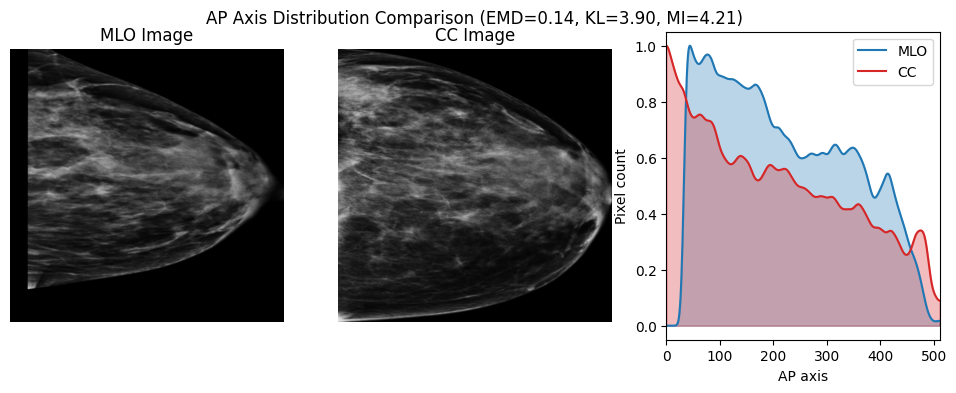 AP Axis Distribution Comparison (EMD=0.14, KL=3.90, MI=4.21)
MLO Image
CC Image
MLO
CC
Pixel count
1.0
0.8
0.6
0.4
0.2
0.0
0 100 200 300 400 500
AP axis